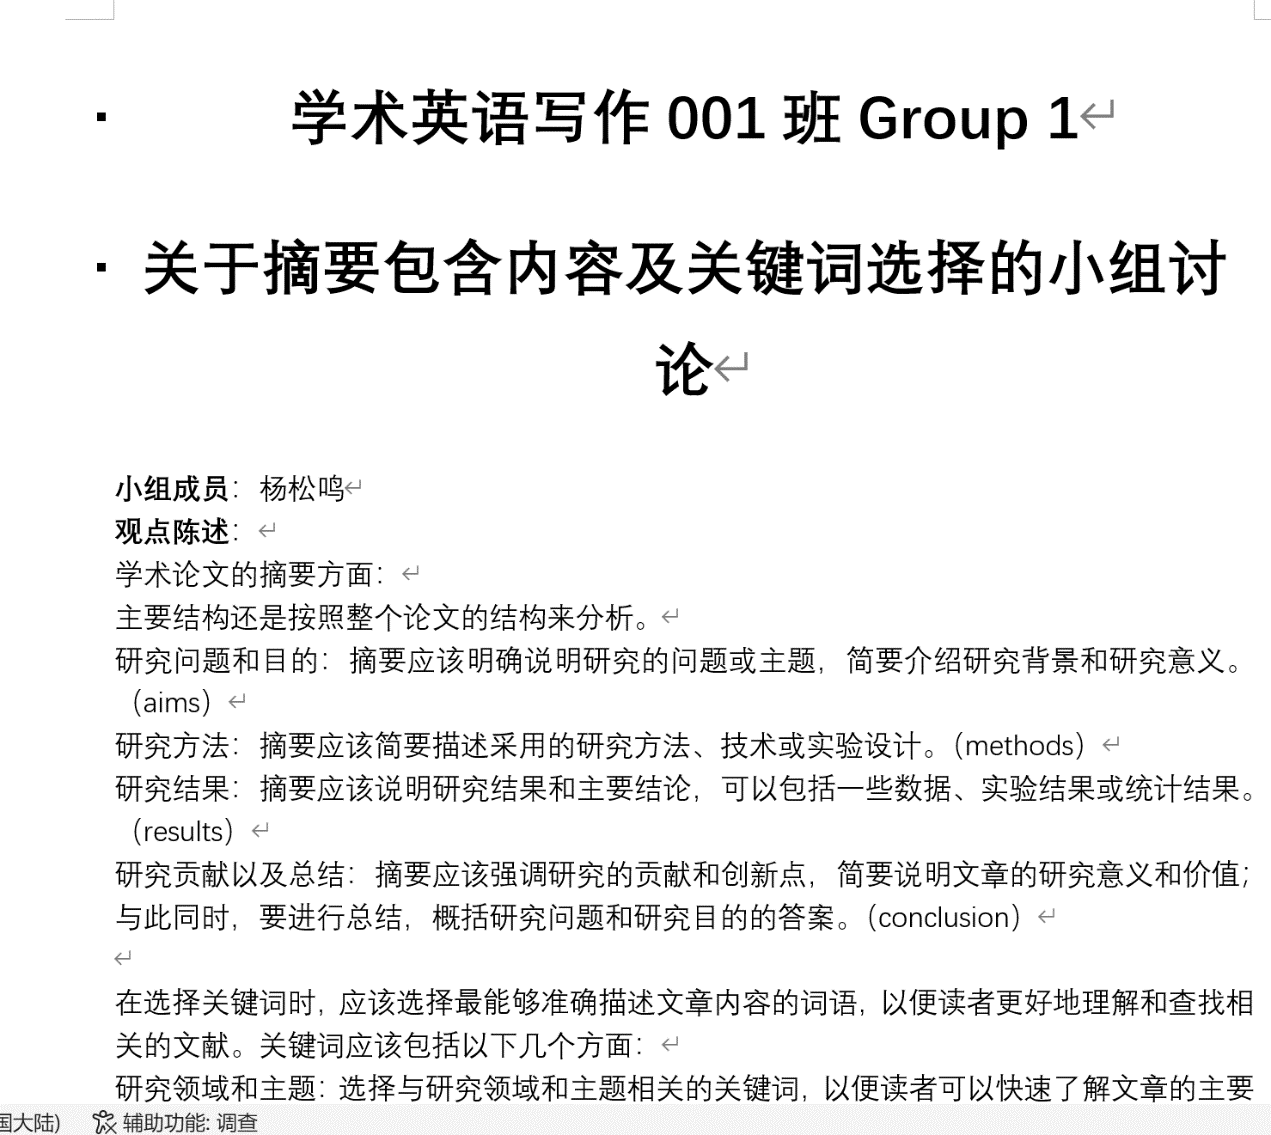 学术英语写作 001 班 Group 1
关于摘要包含内容及关键词选择的小组讨
论
小组成员：杨松鸣
观点陈述：
学术论文的摘要方面：
主要结构还是按照整个论文的结构来分析。
研究问题和目的：摘要应该明确说明研究的问题或主题，简要介绍研究背景和研究意义。
（aims）
研究方法：摘要应该简要描述采用的研究方法、技术或实验设计。（methods）
研究结果：摘要应该说明研究结果和主要结论，可以包括一些数据、实验结果或统计结果。
（results）
研究贡献以及总结：摘要应该强调研究的贡献和创新点，简要说明文章的研究意义和价值；
与此同时，要进行总结，概括研究问题和研究目的的答案。（conclusion）
在选择关键词时，应该选择最能够准确描述文章内容的词语，以便读者更好地理解和查找相
关的文献。关键词应该包括以下几个方面：
研究领域和主题：选择与研究领域和主题相关的关键词，以便读者可以快速了解文章的主要
国大陆) 辅助功能: 调查